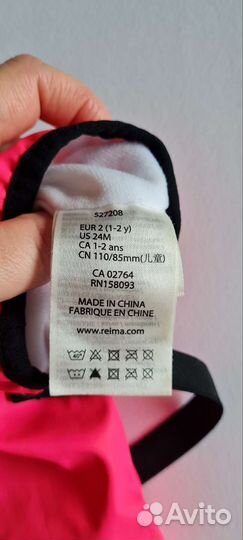 527208
EUR 2 (1-2 y)
US 24M
CA 1-2 ans
CN 110/85mm(儿童)
CA 02764
RN158093
MADE IN CHINA
FABRIQUE EN CHINE
www.reima.com
Avito